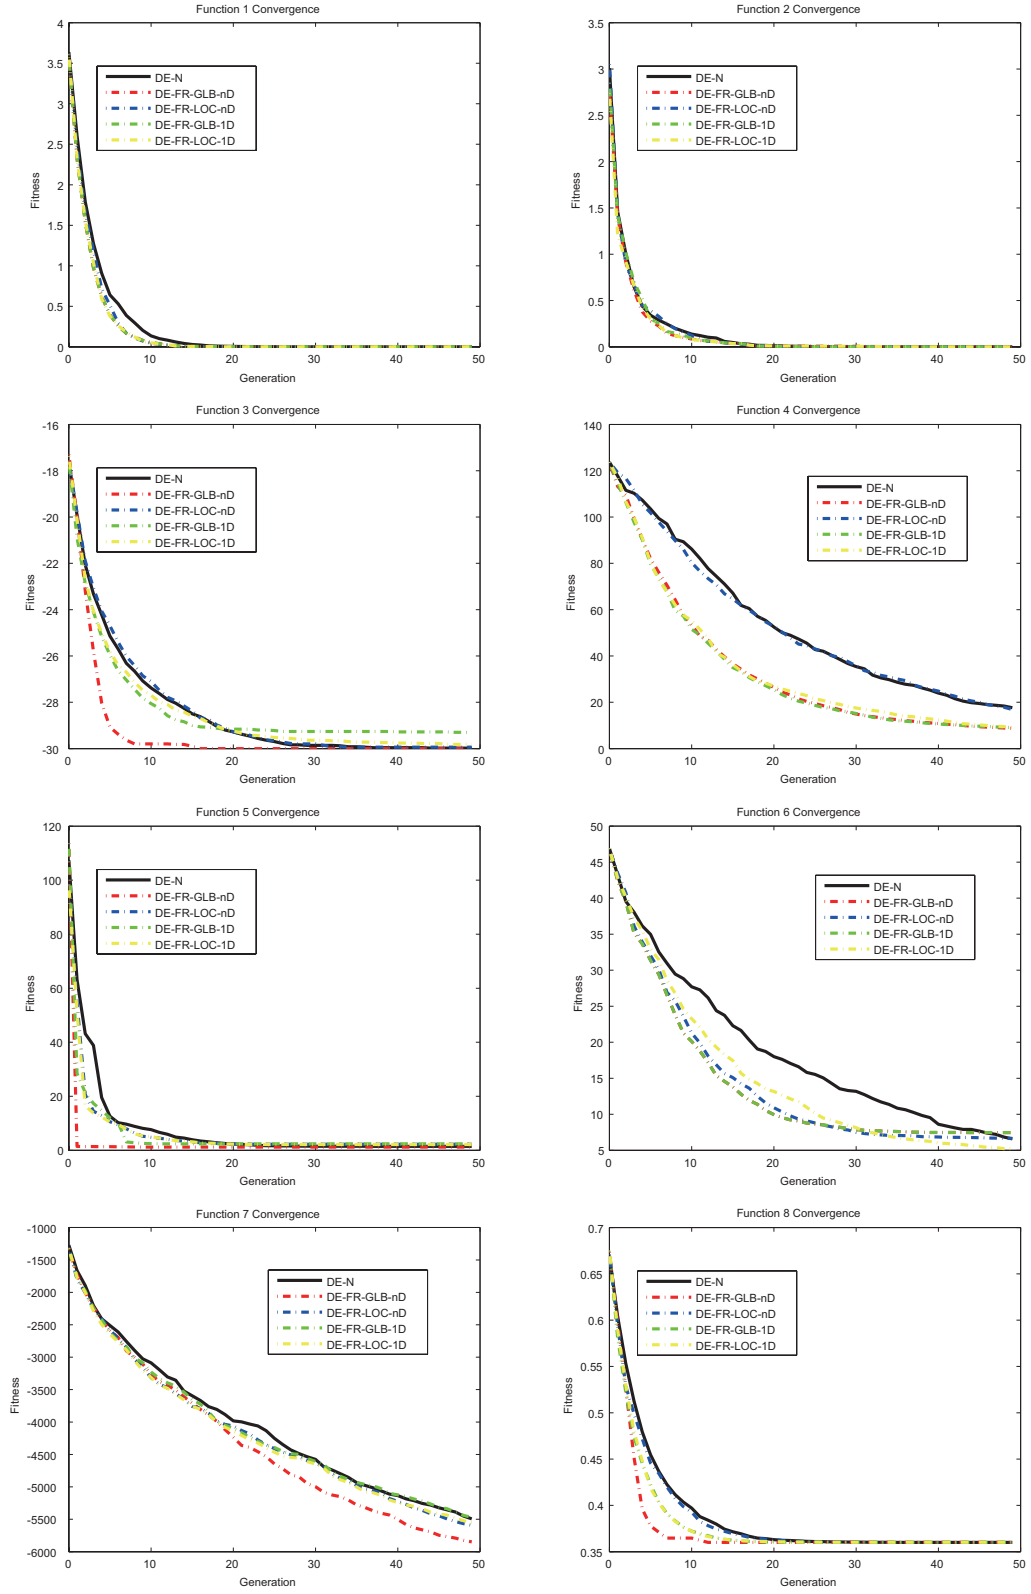 Function 1 Convergence
4
3.5
3
2.5
2
1.5
1
0.5
0
Fitness
DE-N
DE-FR-GLB-nD
DE-FR-LOC-nD
DE-FR-GLB-1D
DE-FR-LOC-1D
0 10 20 30 40 50
Generation
Function 2 Convergence
3.5
3
2.5
2
1.5
1
0.5
0
Fitness
DE-N
DE-FR-GLB-nD
DE-FR-LOC-nD
DE-FR-GLB-1D
DE-FR-LOC-1D
0 10 20 30 40 50
Generation
Function 3 Convergence
-16
-18
-20
-22
-24
-26
-28
-30
Fitness
DE-N
DE-FR-GLB-nD
DE-FR-LOC-nD
DE-FR-GLB-1D
DE-FR-LOC-1D
0 10 20 30 40 50
Generation
Function 4 Convergence
140
120
100
80
60
40
20
0
Fitness
DE-N
DE-FR-GLB-nD
DE-FR-LOC-nD
DE-FR-GLB-1D
DE-FR-LOC-1D
0 10 20 30 40 50
Generation
Function 5 Convergence
120
100
80
60
40
20
0
Fitness
DE-N
DE-FR-GLB-nD
DE-FR-LOC-nD
DE-FR-GLB-1D
DE-FR-LOC-1D
0 10 20 30 40 50
Generation
Function 6 Convergence
50
45
40
35
30
25
20
15
10
5
Fitness
DE-N
DE-FR-GLB-nD
DE-FR-LOC-nD
DE-FR-GLB-1D
DE-FR-LOC-1D
0 10 20 30 40 50
Generation
Function 7 Convergence
-1000
-1500
-2000
-2500
-3000
-3500
-4000
-4500
-5000
-5500
-6000
Fitness
DE-N
DE-FR-GLB-nD
DE-FR-LOC-nD
DE-FR-GLB-1D
DE-FR-LOC-1D
0 10 20 30 40 50
Generation
Function 8 Convergence
0.7
0.65
0.6
0.55
0.5
0.45
0.4
0.35
Fitness
DE-N
DE-FR-GLB-nD
DE-FR-LOC-nD
DE-FR-GLB-1D
DE-FR-LOC-1D
0 10 20 30 40 50
Generation